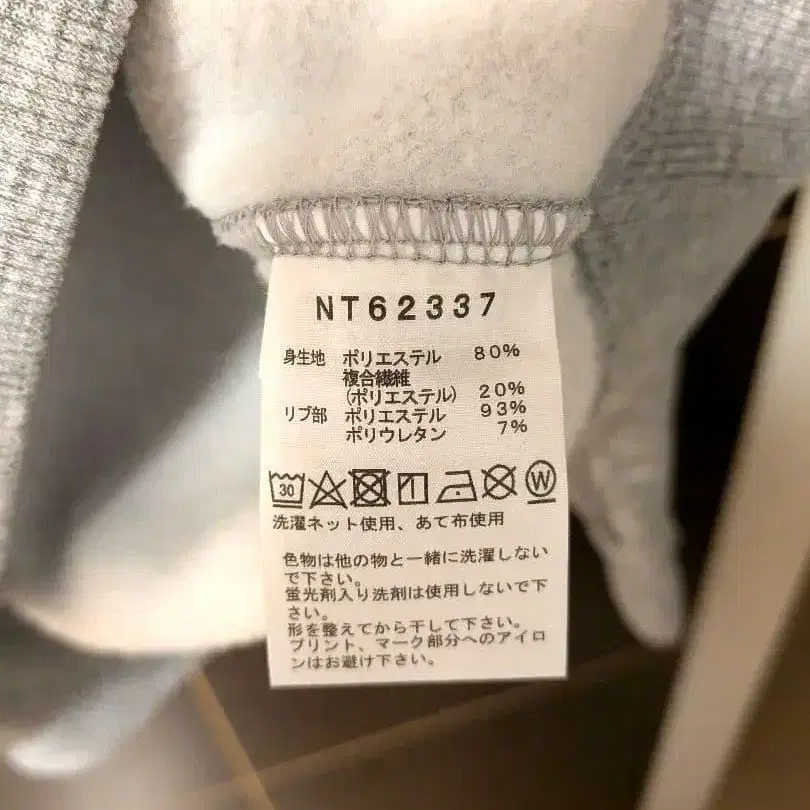 NT62337
身生地 ポリエステル 80%
複合繊維
(ポリエステル) 20%
リブ部 ポリエステル 93%
ポリウレタン 7%
30 W
洗濯ネット使用、あて布使用
色物は他の物と一緒に洗濯しない
で下さい。
蛍光剤入り洗剤は使用しないで下
さい。
形を整えてから干して下さい。
プリント、マーク部分へのアイロ
ンはお避け下さい。